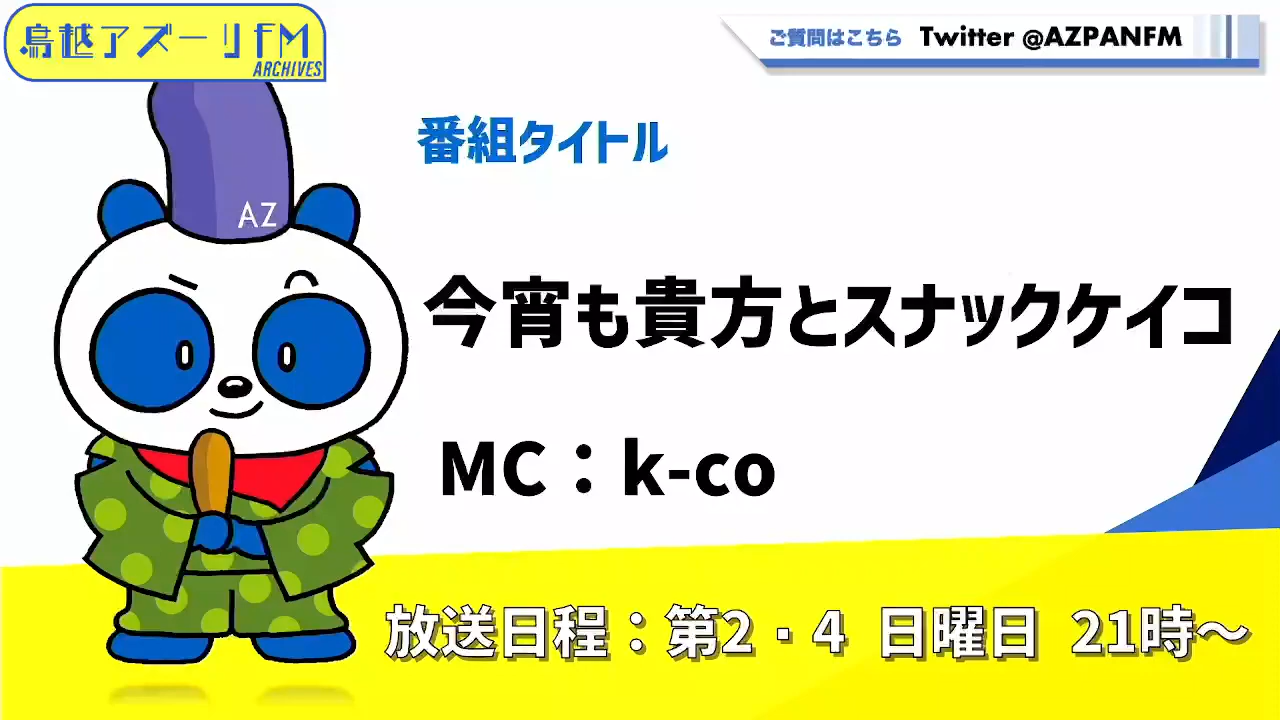 鳥越アズーリFM
ARCHIVES
ご質問はこちら Twitter @AZPANFM
番組タイトル
AZ
今宵も貴方とスナックケイコ
MC：k-co
放送日程：第2・4 日曜日 21時～